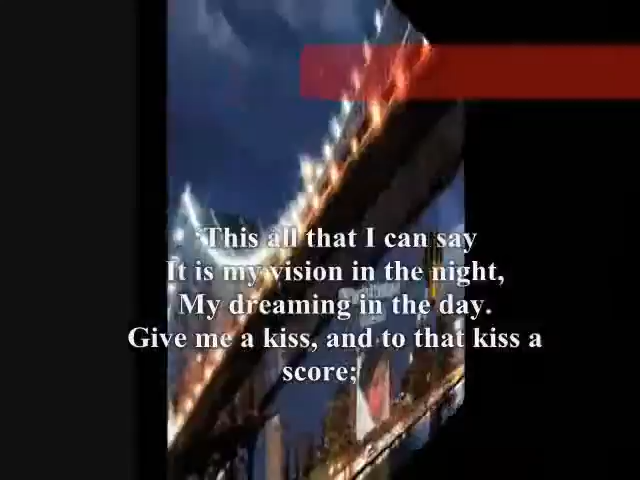 'This all that I can say
It is my vision in the night,
My dreaming in the day.
Give me a kiss, and to that kiss a
score;